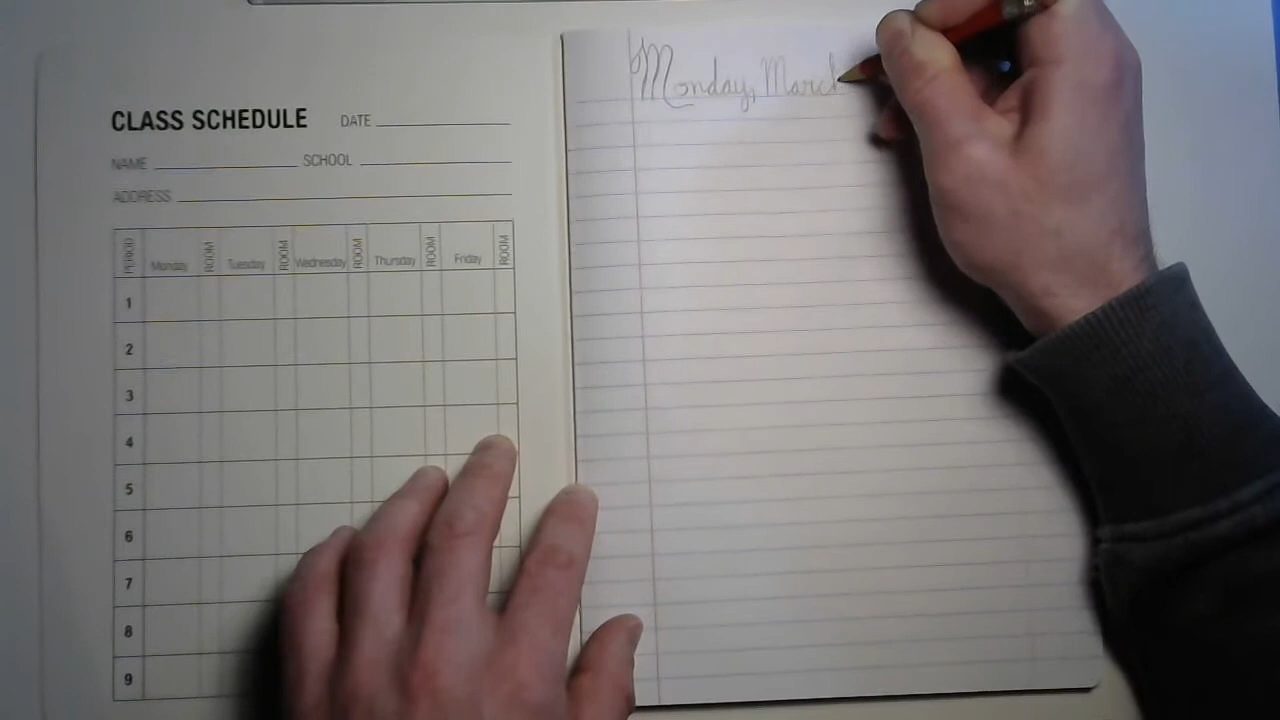 CLASS SCHEDULE DATE
NAME SCHOOL
ADDRESS
PERIOD Monday ROOM Tuesday ROOM Wednesday ROOM Thursday ROOM Friday ROOM
1
2
3
4
5
6
7
8
9
Monday, March